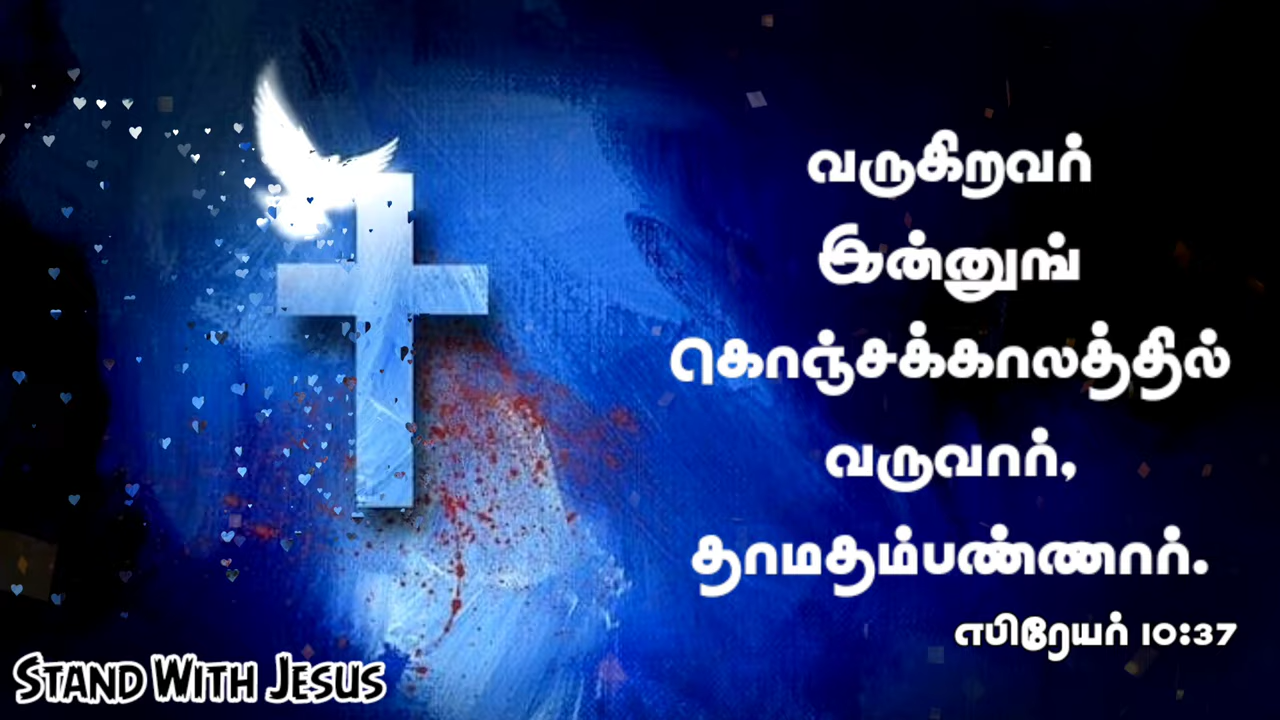 வருகிறவர்
இன்னுங்
கொஞ்சக்காலத்தில்
வருவார்,
தாமதம்பண்ணார்.
எபிரேயர் 10:37
STAND WITH JESUS